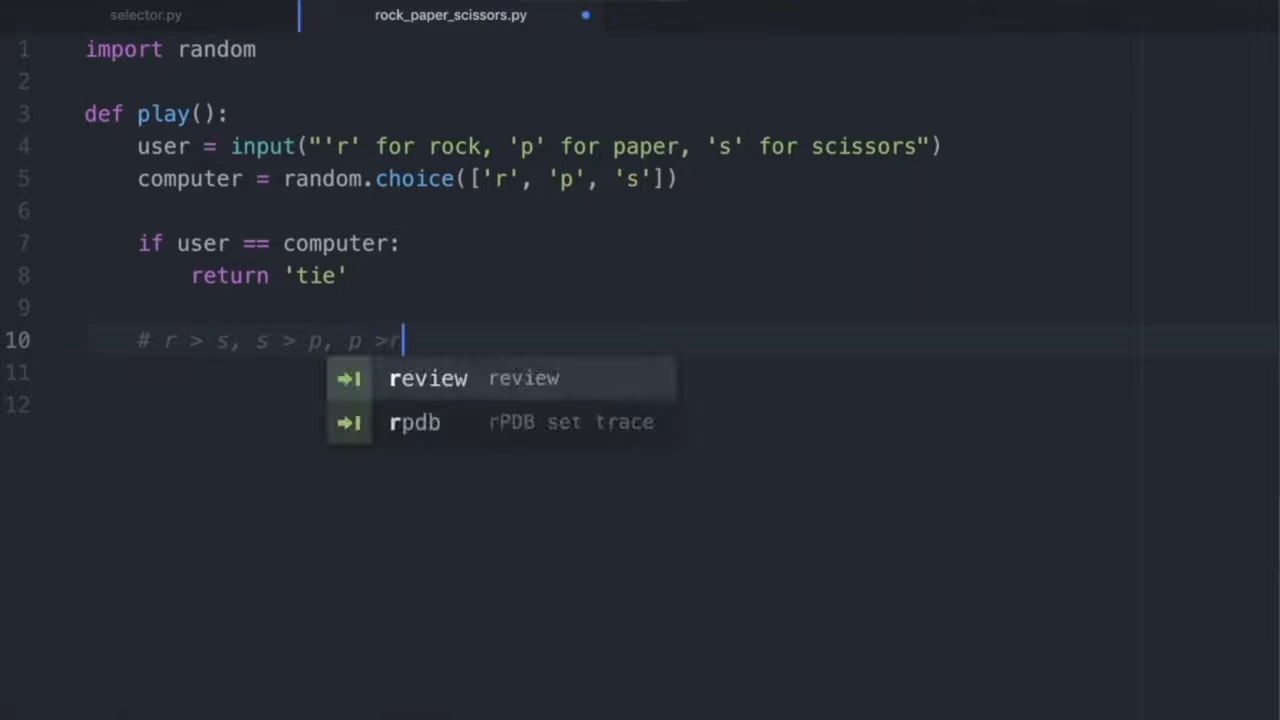 selector.py rock_paper_scissors.py
1 import random
2
3 def play():
4 user = input("'r' for rock, 'p' for paper, 's' for scissors")
5 computer = random.choice(['r', 'p', 's'])
6
7 if user == computer:
8 return 'tie'
9
10 # r > s, s > p, p >r
11 review review
rpdb rPDB set trace
12